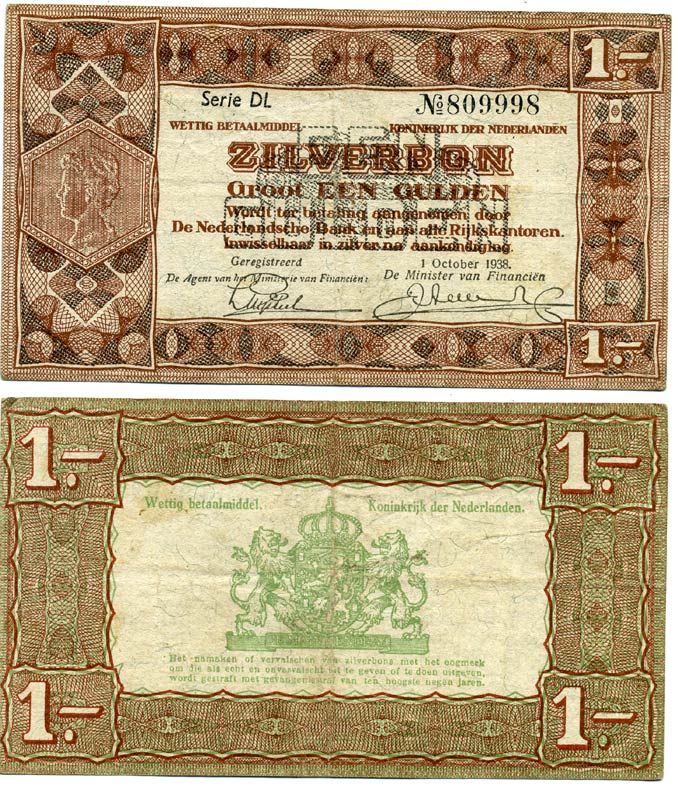 1.-
Serie DL № 809998
WETTIG BETAALMIDDEL KONINKRIJK DER NEDERLANDEN
ZILVERBON
Groot EEN GULDEN
Wordt ter betaling aangenomen door
De Nederlandsche Bank en aan alle Rijkskantoren.
Inwisselbaar in zilver na aankondiging.
Geregistreerd 1 October 1938.
De Agent van het Ministerie van Financiën: De Minister van Financiën
1.-
1.- 1.-
Wettig betaalmiddel. Koninkrijk der Nederlanden.
Het namaken of vervalschen van zilverbons met het oogmerk
om die als echt en onvervalscht uit te geven of te doen uitgeven,
wordt gestraft met gevangenisstraf van ten hoogste negen jaren.
1.- 1.-